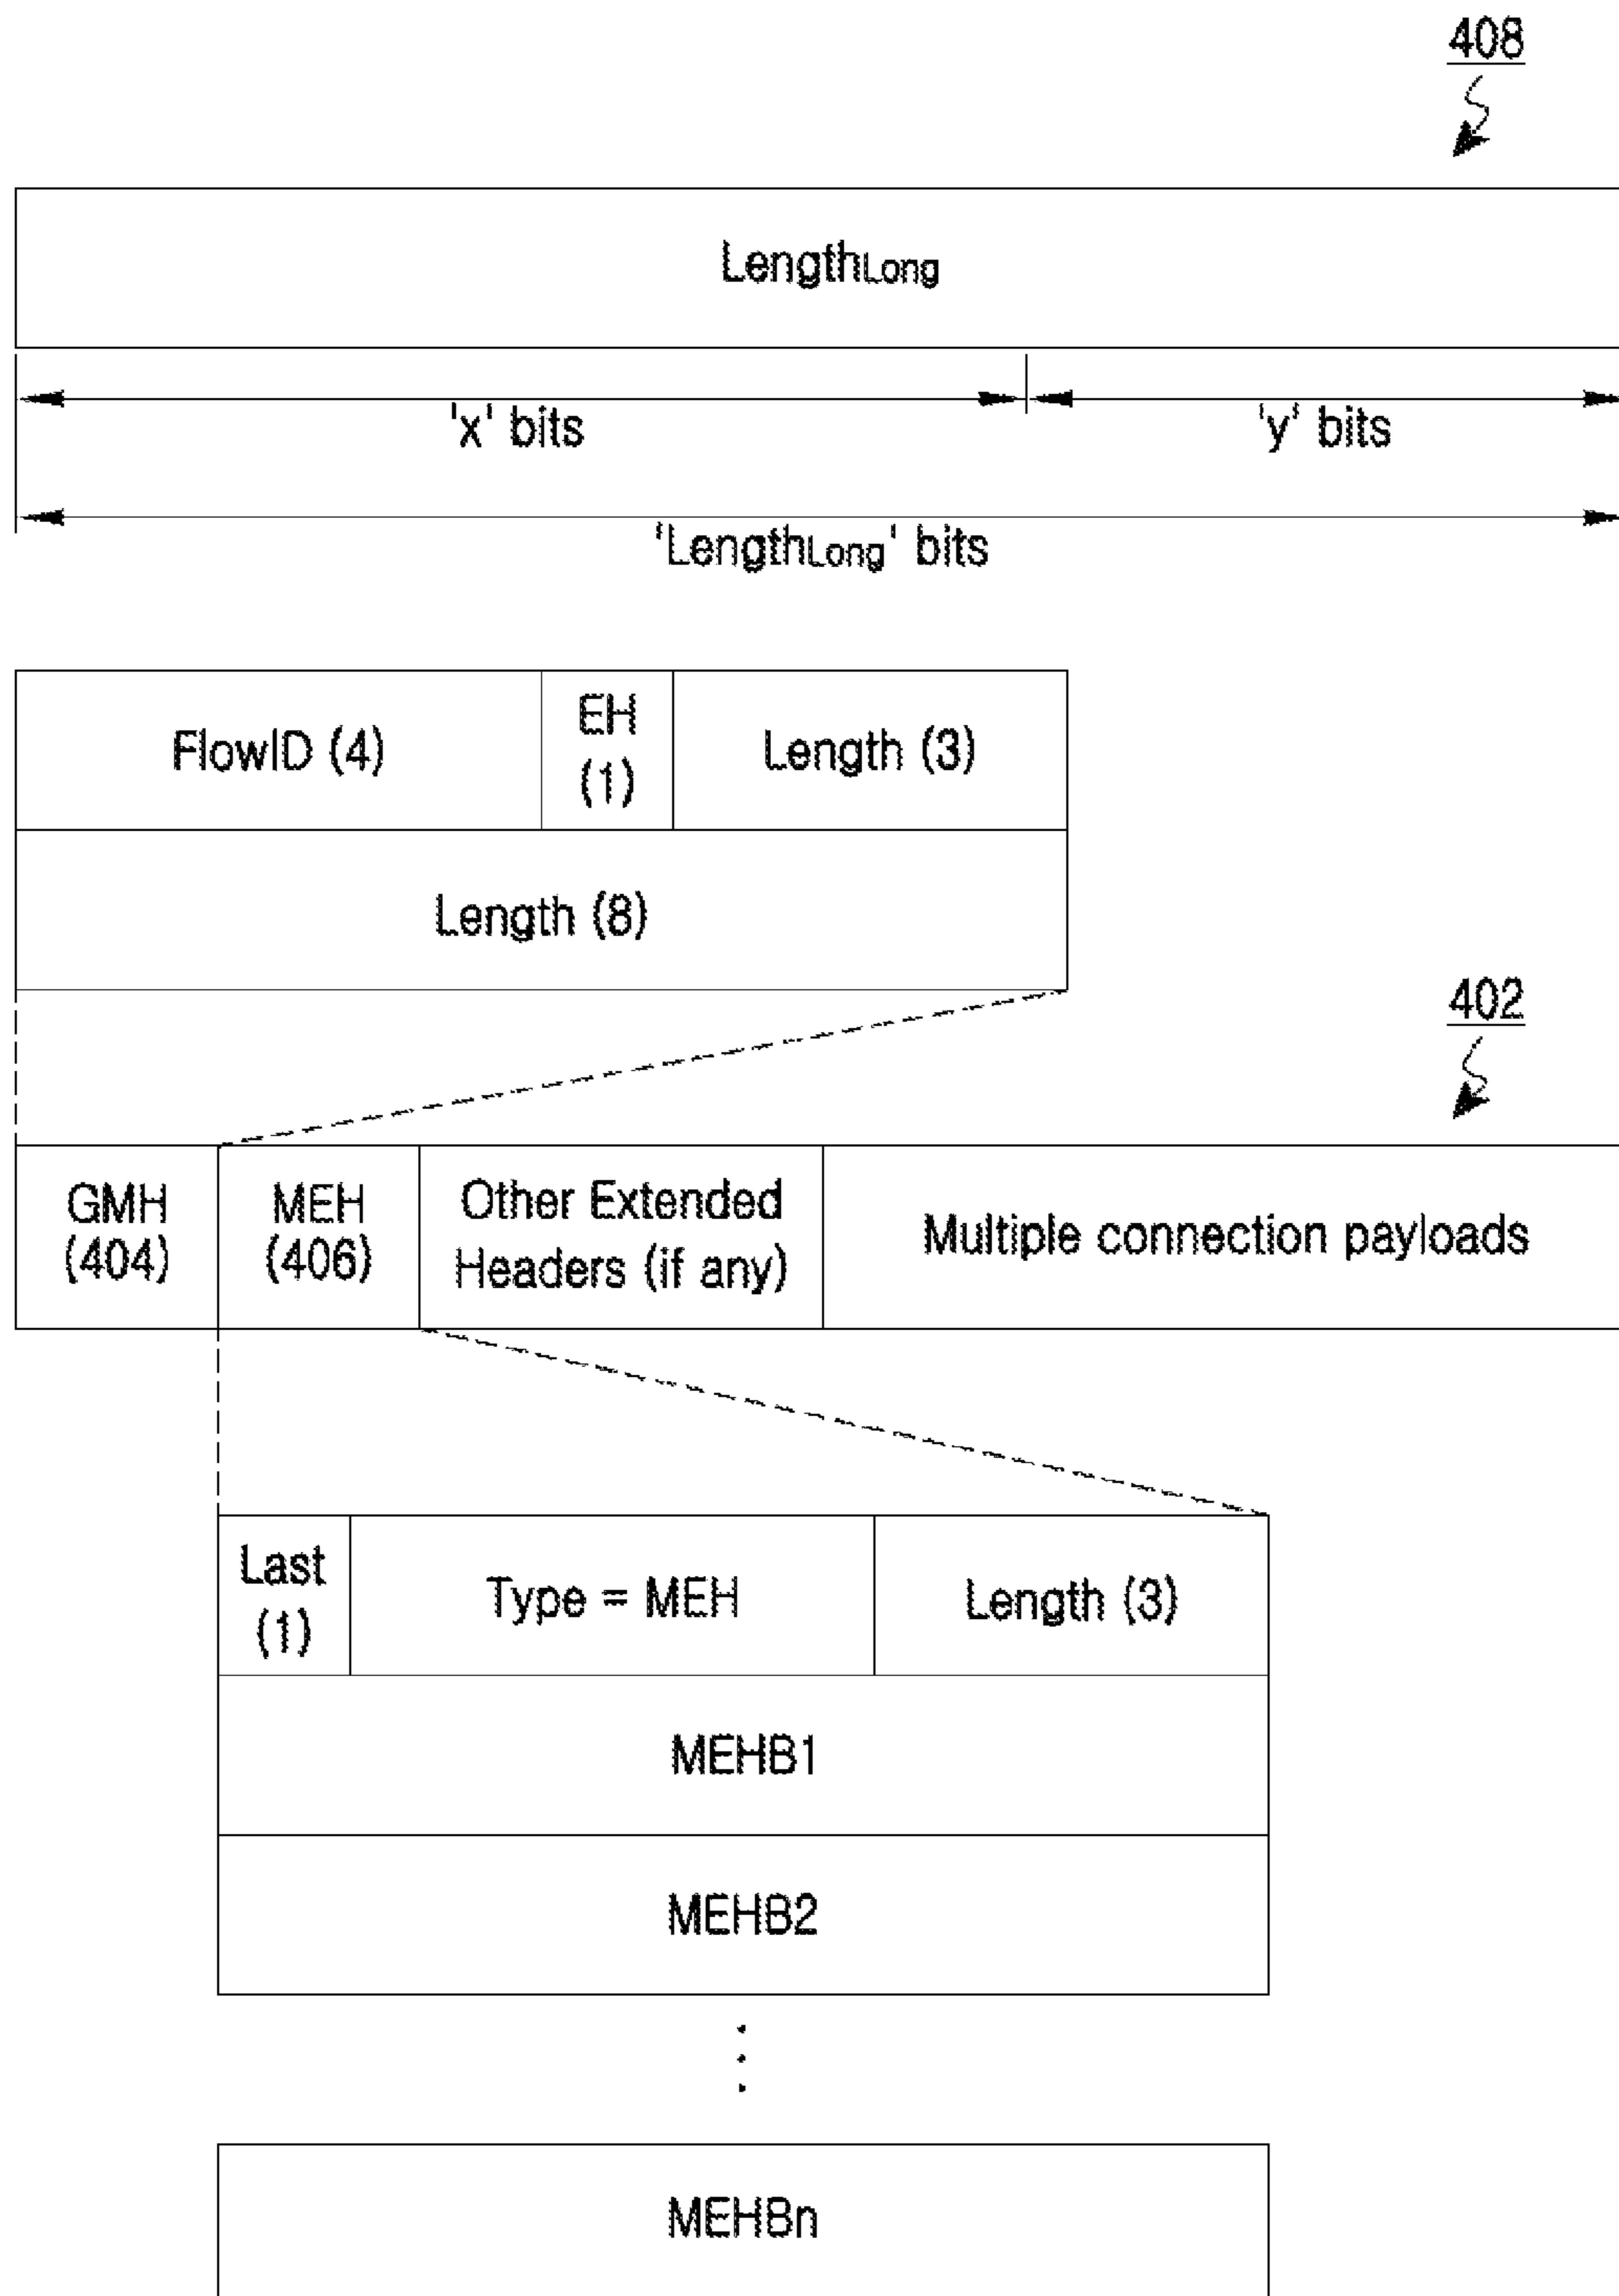 408
LengthLong
'x' bits
'y' bits
'LengthLong' bits
FlowID (4)
EH
(1)
Length (3)
Length (8)
402
GMH
(404)
MEH
(406)
Other Extended
Headers (if any)
Multiple connection payloads
Last
(1)
Type = MEH
Length (3)
MEHB1
MEHB2
MEHBn